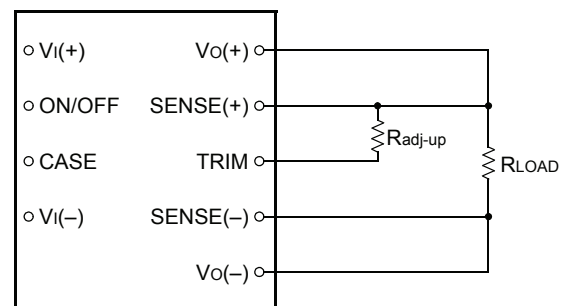 VI(+)
VO(+)
ON/OFF
SENSE(+)
Radj-up
CASE
TRIM
RLOAD
VI(–)
SENSE(–)
VO(–)